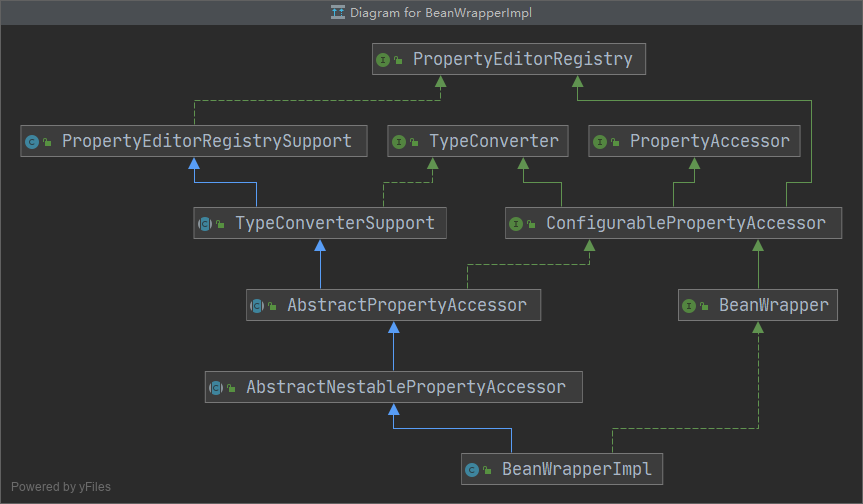 Diagram for BeanWrapperImpl
PropertyEditorRegistry
PropertyEditorRegistrySupport
TypeConverter
PropertyAccessor
TypeConverterSupport
ConfigurablePropertyAccessor
AbstractPropertyAccessor
BeanWrapper
AbstractNestablePropertyAccessor
BeanWrapperImpl
Powered by yFiles